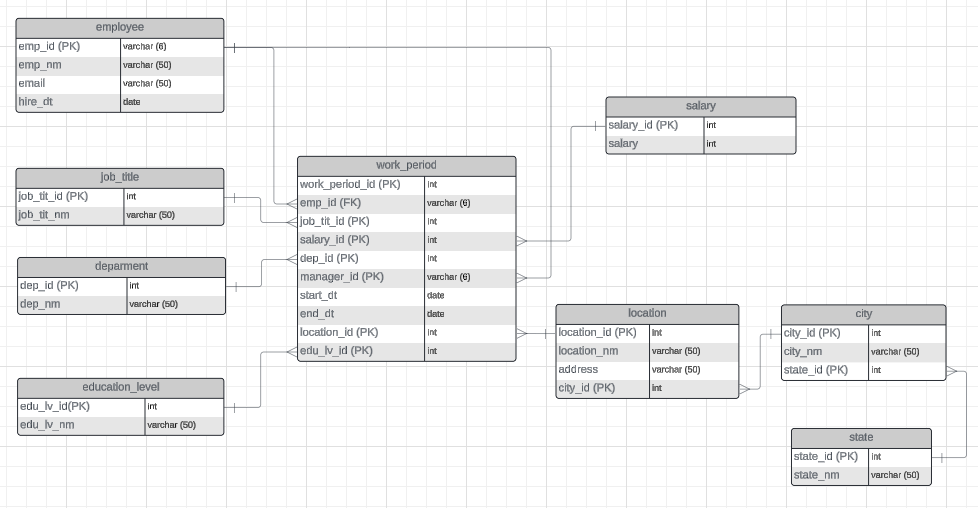 employee
emp_id (PK) varchar (6)
emp_nm varchar (50)
email varchar (50)
hire_dt date
salary
salary_id (PK) int
salary int
job_title
job_tit_id (PK) int
job_tit_nm varchar (50)
work_period
work_period_id (PK) int
emp_id (FK) varchar (6)
job_tit_id (PK) int
salary_id (PK) int
dep_id (PK) int
manager_id (PK) varchar (6)
start_dt date
end_dt date
location_id (PK) int
edu_lv_id (PK) int
deparment
dep_id (PK) int
dep_nm varchar (50)
location
location_id (PK) int
location_nm varchar (50)
address varchar (50)
city_id (PK) int
city
city_id (PK) int
city_nm varchar (50)
state_id (PK) int
education_level
edu_lv_id(PK) int
edu_lv_nm varchar (50)
state
state_id (PK) int
state_nm varchar (50)